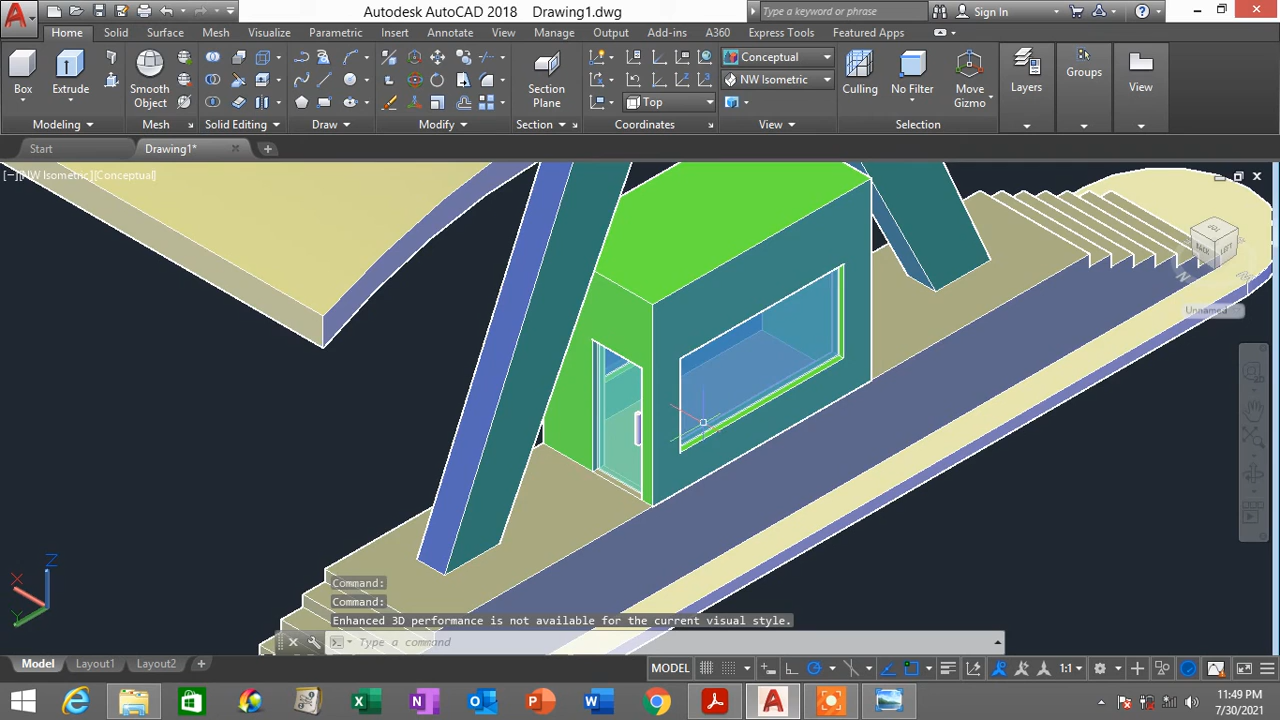 Autodesk AutoCAD 2018 Drawing1.dwg
Type a keyword or phrase
Sign In
Home Solid Surface Mesh Visualize Parametric Insert Annotate View Manage Output Add-ins A360 Express Tools Featured Apps
Box
Extrude
Smooth
Object
Section
Plane
Top
Conceptual
NW Isometric
Culling
No Filter
Move
Gizmo
Layers
Groups
View
Modeling
Mesh
Solid Editing
Draw
Modify
Section
Coordinates
View
Selection
Start
Drawing1*
[−][NW Isometric][Conceptual]
BACK
LEFT
Unnamed
X
Y
Z
Command:
Command:
Enhanced 3D performance is not available for the current visual style.
Type a command
Model Layout1 Layout2
MODEL
1:1
11:49 PM
7/30/2021